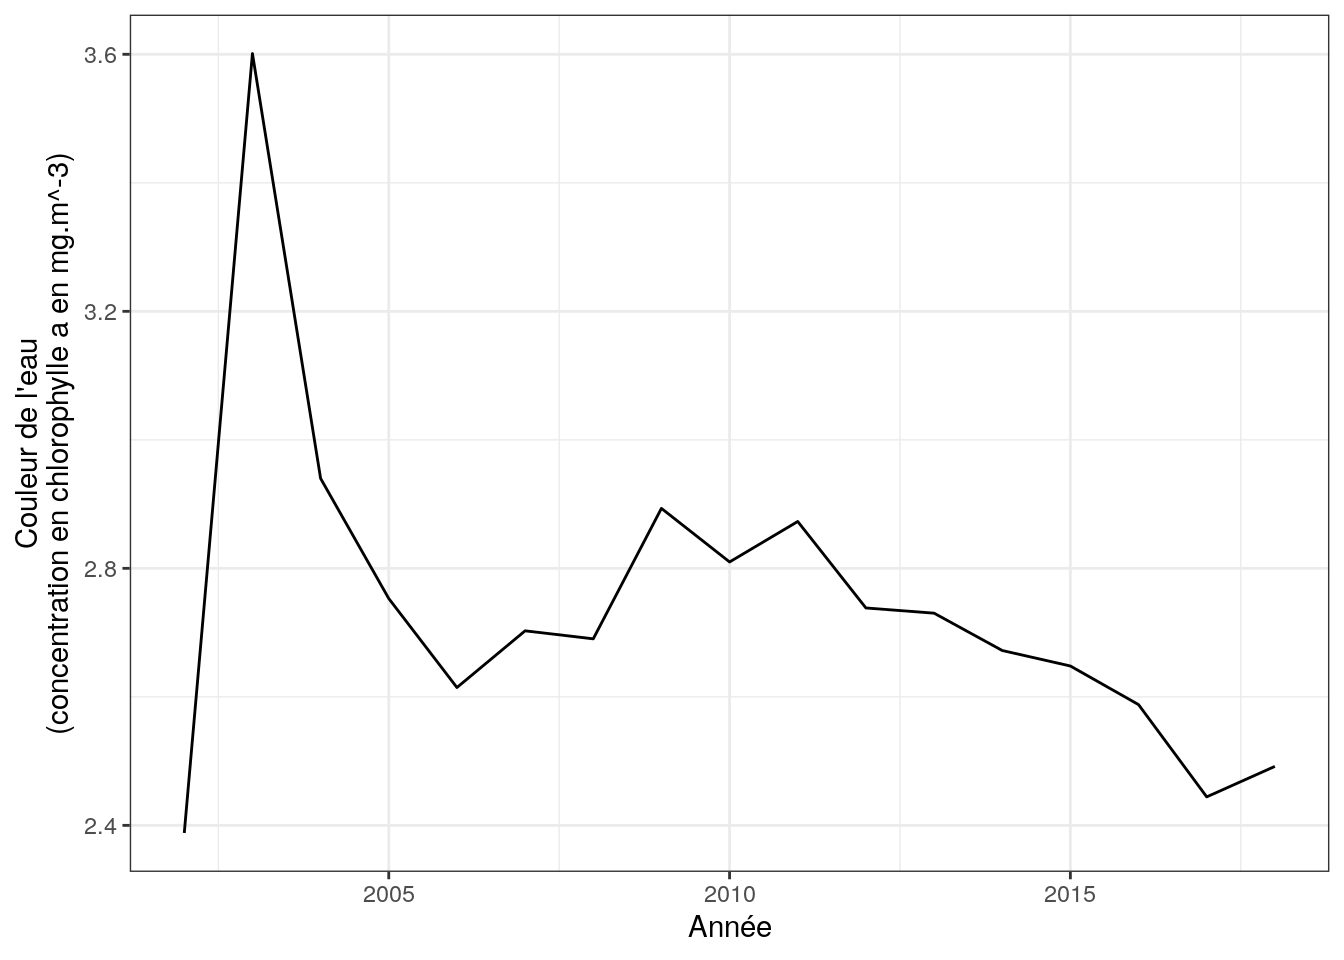 Couleur de l'eau
(concentration en chlorophylle a en mg.m^-3)
3.6
3.2
2.8
2.4
2005
2010
2015
Année